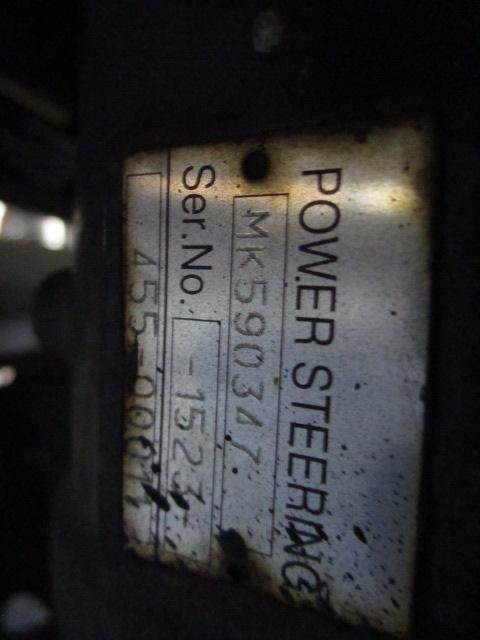 POWER STEERING
MK590347
Ser.No. -1523